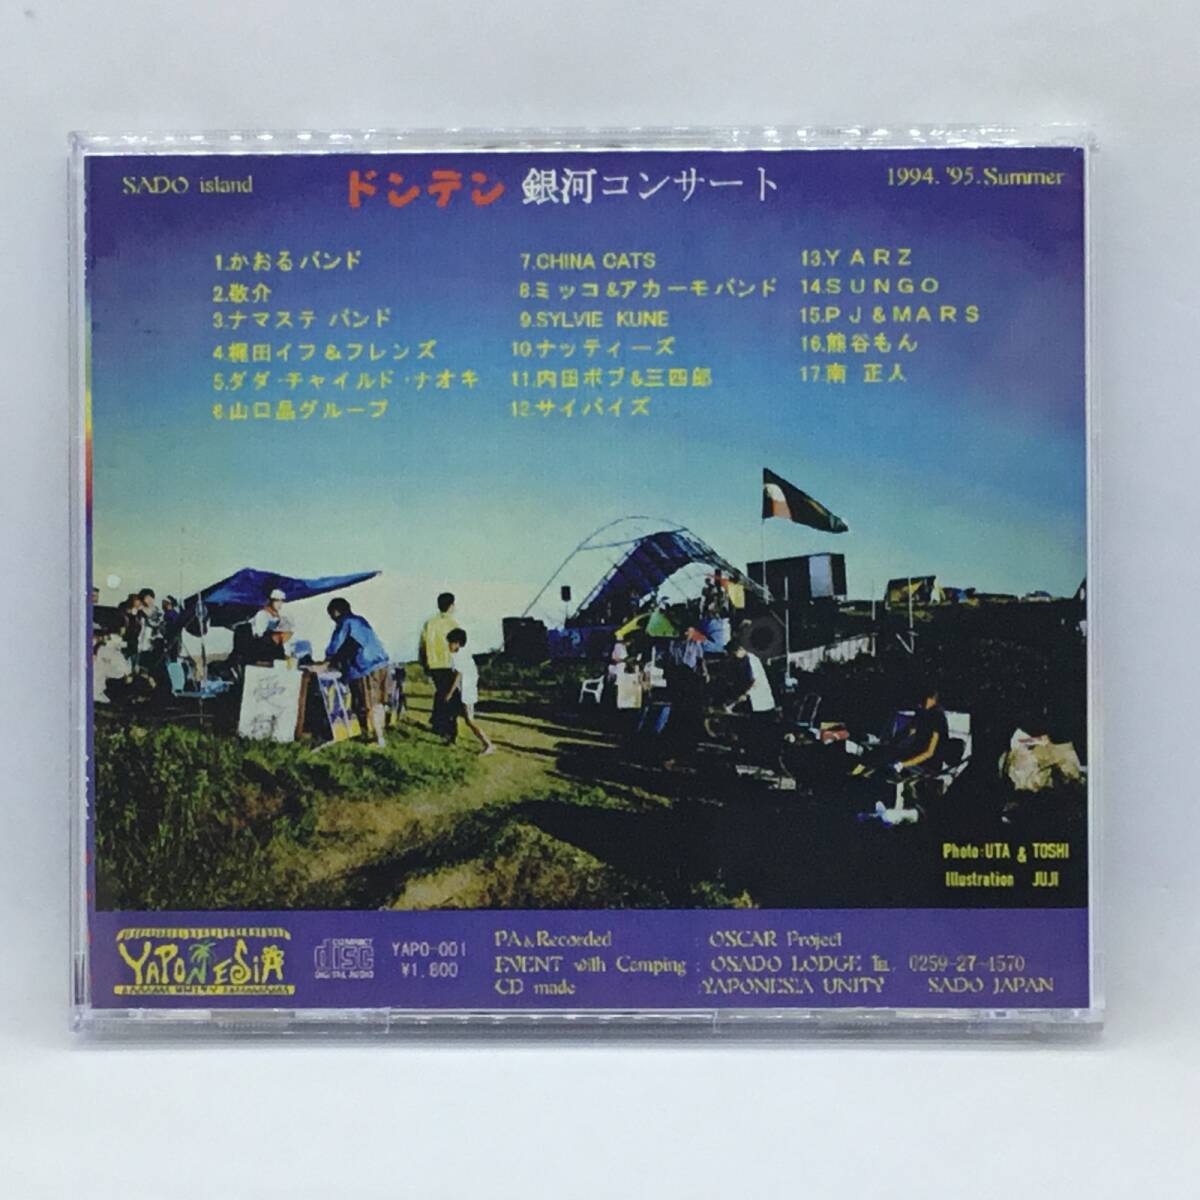 SADO island
ドンデン 銀河コンサート
1994. '95. Summer
1.かおるバンド
2.敬介
3.ナマステ バンド
4.梶田イフ&フレンズ
5.ダダ・チャイルド・ナオキ
6.山口晶グループ
7.CHINA CATS
8.ミッコ&アカーモバンド
9.SYLVIE KUNE
10.ナッティーズ
11.内田ボブ&三四郎
12.サイバイズ
13.YARZ
14.SUNGO
15.PJ&MARS
16.熊谷もん
17.南 正人
Photo:UTA & TOSHI
Illustration JUJI
YAPONESIA
UNITY
COMPACT
disc
DIGITAL AUDIO
YAPO-001
¥1.800
PA&Recorded : OSCAR Project
EVENT with Camping : OSADO LODGE ℡. 0259-27-4570
CD made :YAPONESIA UNITY SADO JAPAN